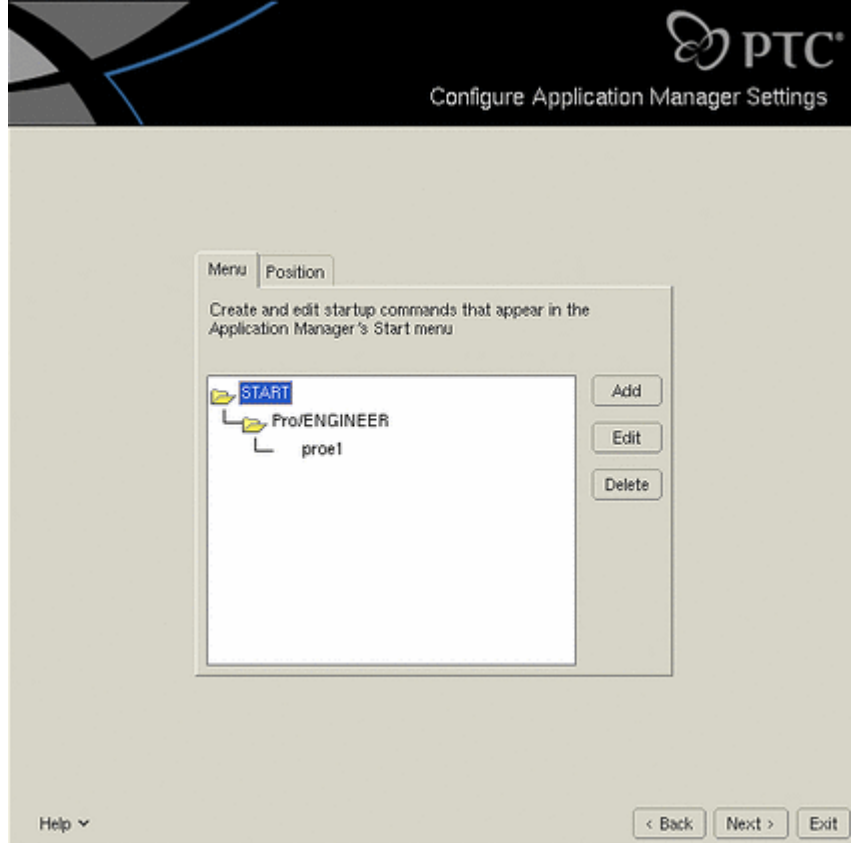 PTC®
Configure Application Manager Settings
Menu
Position
Create and edit startup commands that appear in the
Application Manager's Start menu
START
Add
Pro/ENGINEER
Edit
proe1
Delete
Help
< Back
Next >
Exit